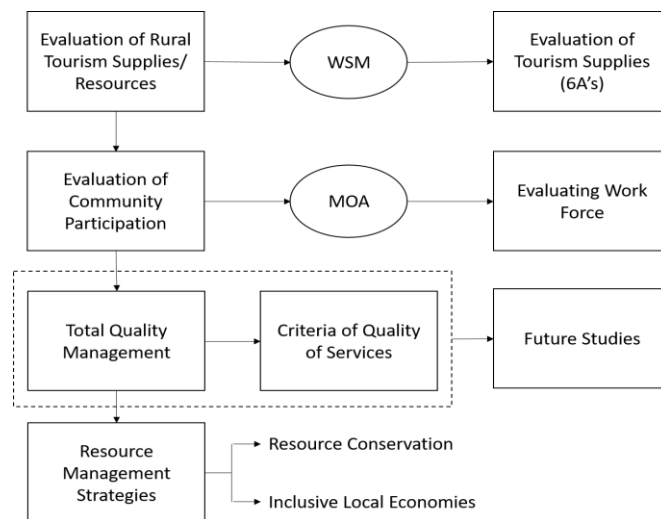 Evaluation of Rural
Tourism Supplies/
Resources
WSM
Evaluation of
Tourism Supplies
(6A's)
Evaluation of
Community
Participation
MOA
Evaluating Work
Force
Total Quality
Management
Criteria of Quality
of Services
Future Studies
Resource
Management
Strategies
Resource Conservation
Inclusive Local Economies